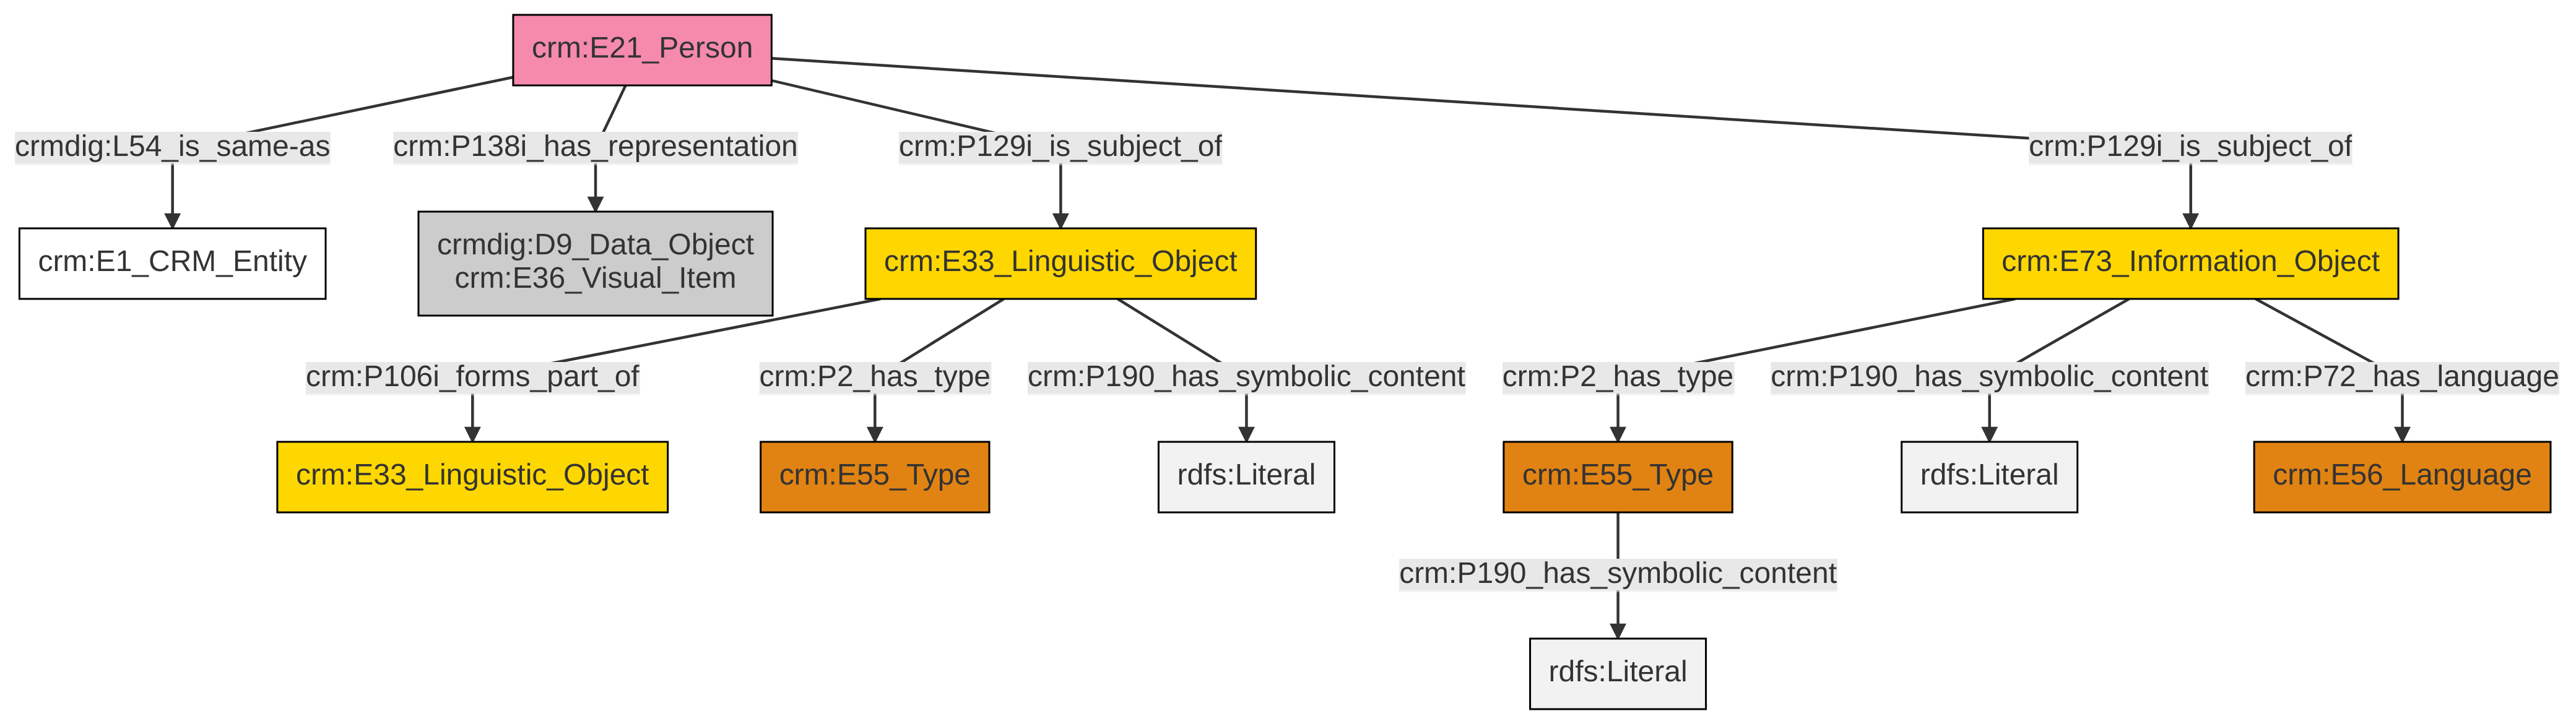 crm:E21_Person
crmdig:L54_is_same-as
crm:P138i_has_representation
crm:P129i_is_subject_of
crm:P129i_is_subject_of
crm:E1_CRM_Entity
crmdig:D9_Data_Object
crm:E36_Visual_Item
crm:E33_Linguistic_Object
crm:E73_Information_Object
crm:P106i_forms_part_of
crm:P2_has_type
crm:P190_has_symbolic_content
crm:P2_has_type
crm:P190_has_symbolic_content
crm:P72_has_language
crm:E33_Linguistic_Object
crm:E55_Type
rdfs:Literal
crm:E55_Type
rdfs:Literal
crm:E56_Language
crm:P190_has_symbolic_content
rdfs:Literal